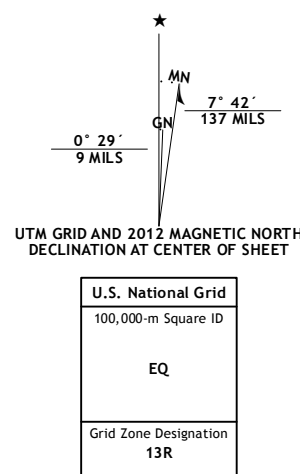 ★
MN
GN
7° 42´
137 MILS
0° 29´
9 MILS
UTM GRID AND 2012 MAGNETIC NORTH
DECLINATION AT CENTER OF SHEET
U.S. National Grid
100,000-m Square ID
EQ
Grid Zone Designation
13R